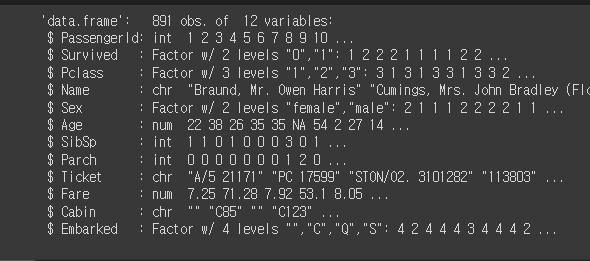 'data.frame':   891 obs. of  12 variables:
 $ PassengerId: int  1 2 3 4 5 6 7 8 9 10 ...
 $ Survived   : Factor w/ 2 levels "0","1": 1 2 2 2 1 1 1 1 2 2 ...
 $ Pclass     : Factor w/ 3 levels "1","2","3": 3 1 3 1 3 3 1 3 3 2 ...
 $ Name       : chr  "Braund, Mr. Owen Harris" "Cumings, Mrs. John Bradley (Flo
 $ Sex        : Factor w/ 2 levels "female","male": 2 1 1 1 2 2 2 2 1 1 ...
 $ Age        : num  22 38 26 35 35 NA 54 2 27 14 ...
 $ SibSp      : int  1 1 0 1 0 0 0 3 0 1 ...
 $ Parch      : int  0 0 0 0 0 0 0 1 2 0 ...
 $ Ticket     : chr  "A/5 21171" "PC 17599" "STON/O2. 3101282" "113803" ...
 $ Fare       : num  7.25 71.28 7.92 53.1 8.05 ...
 $ Cabin      : chr  "" "C85" "" "C123" ...
 $ Embarked   : Factor w/ 4 levels "","C","Q","S": 4 2 4 4 4 3 4 4 4 2 ...